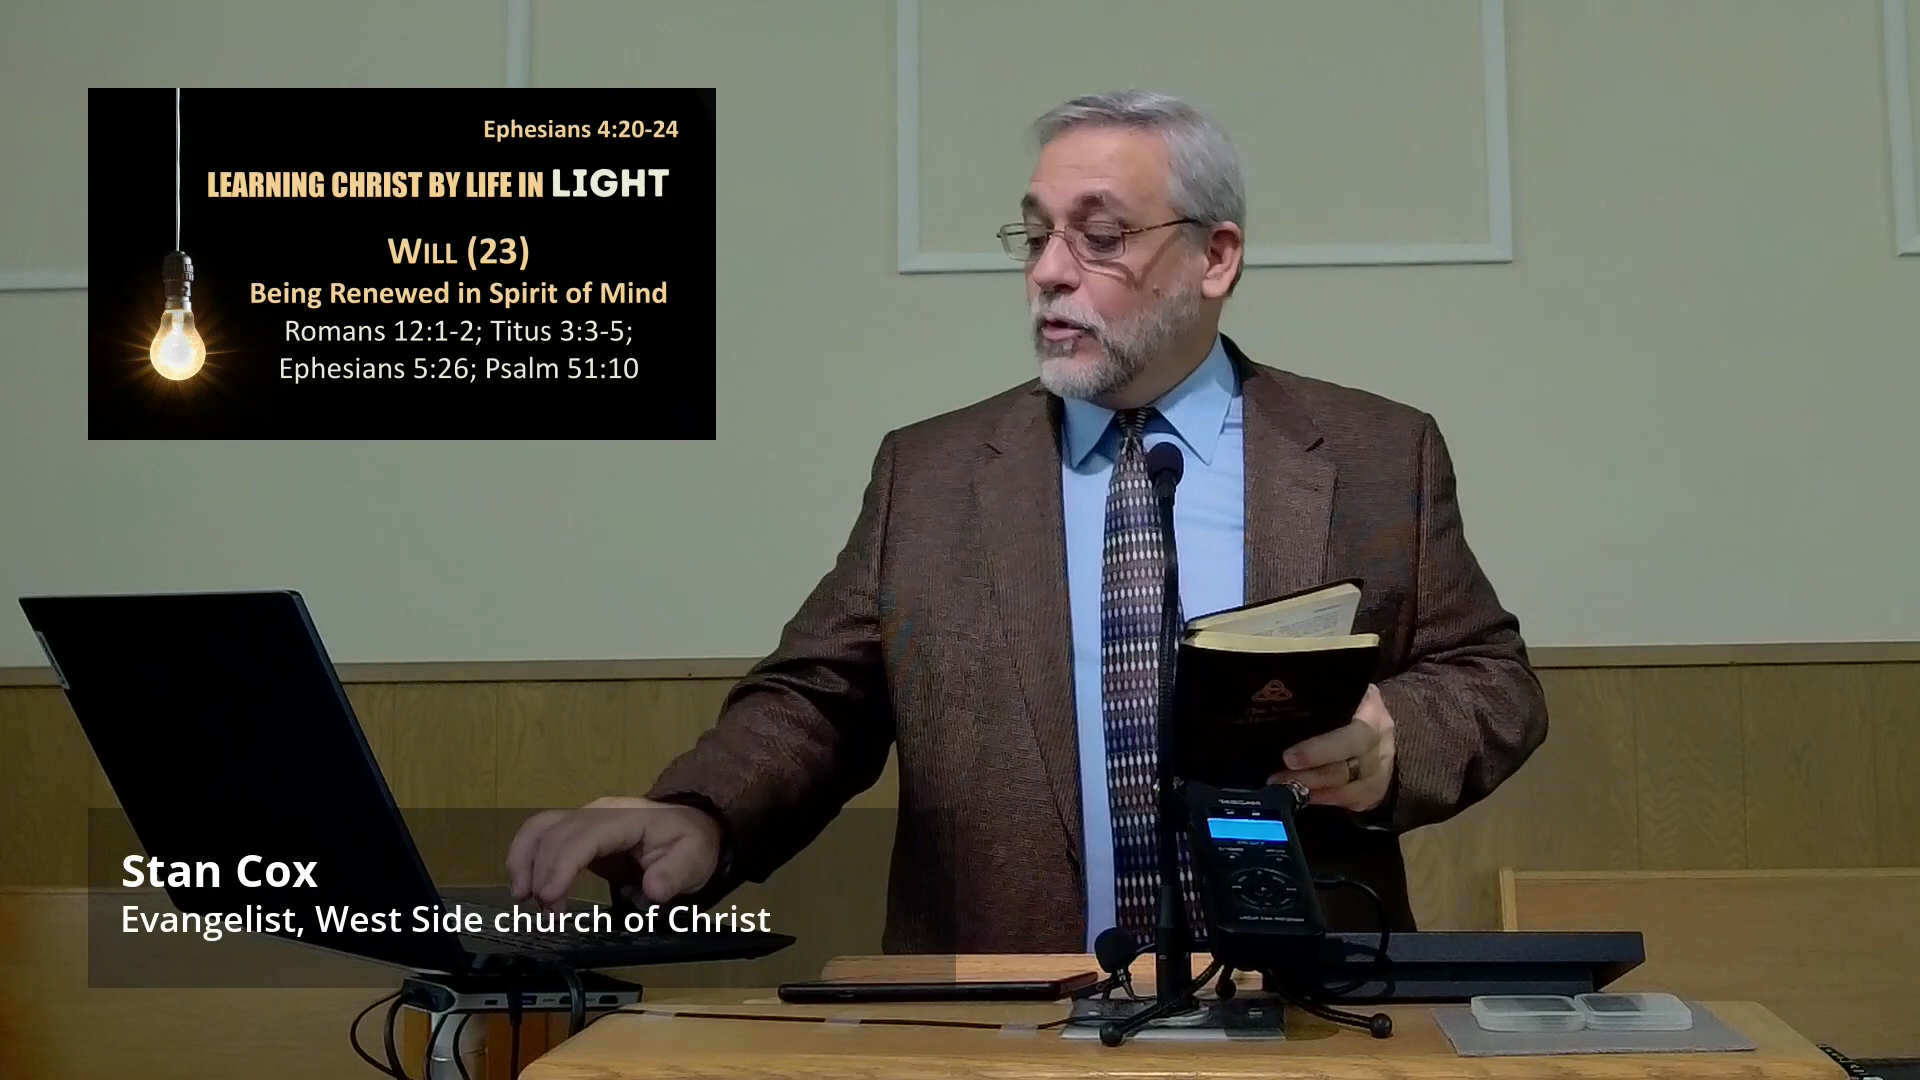 Ephesians 4:20-24
LEARNING CHRIST BY LIFE IN LIGHT
WILL (23)
Being Renewed in Spirit of Mind
Romans 12:1-2; Titus 3:3-5;
Ephesians 5:26; Psalm 51:10
Stan Cox
Evangelist, West Side church of Christ
TASCAM